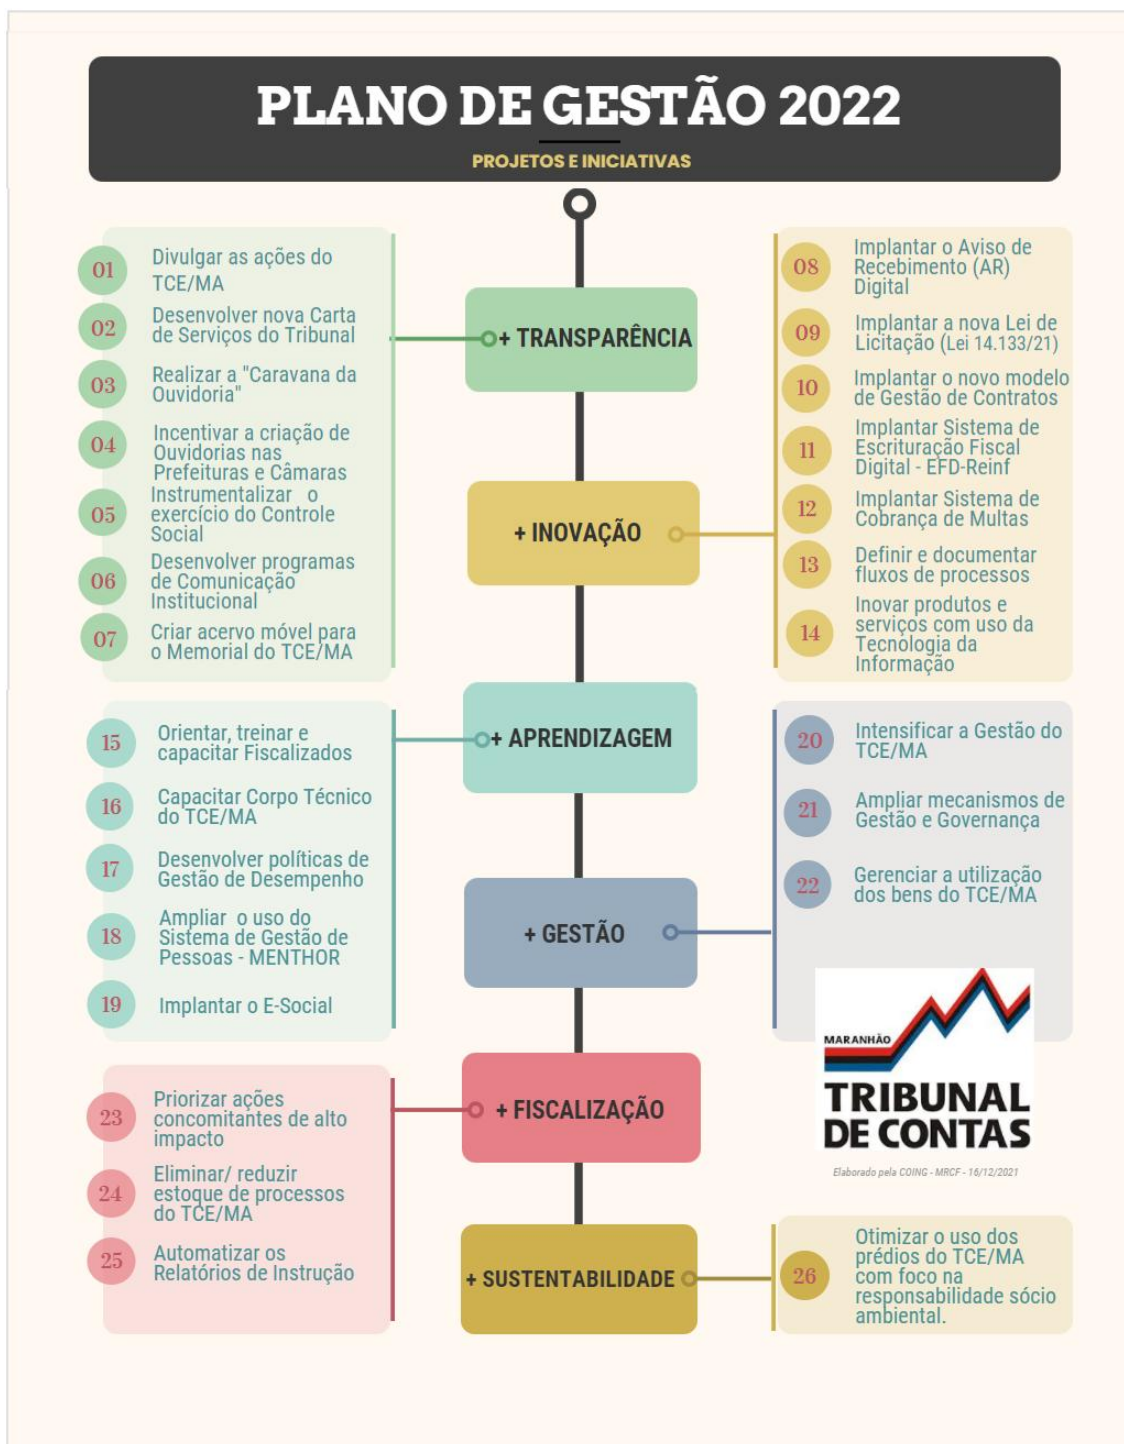 PLANO DE GESTÃO 2022
PROJETOS E INICIATIVAS
+ TRANSPARÊNCIA
01
Divulgar as ações do
TCE/MA
02
Desenvolver nova Carta
de Serviços do Tribunal
03
Realizar a "Caravana da
Ouvidoria"
04
Incentivar a criação de
Ouvidorias nas
Prefeituras e Câmaras
05
Instrumentalizar o
exercício do Controle
Social
06
Desenvolver programas
de Comunicação
Institucional
07
Criar acervo móvel para
o Memorial do TCE/MA
+ INOVAÇÃO
08
Implantar o Aviso de
Recebimento (AR)
Digital
09
Implantar a nova Lei de
Licitação (Lei 14.133/21)
10
Implantar o novo modelo
de Gestão de Contratos
11
Implantar Sistema de
Escrituração Fiscal
Digital - EFD-Reinf
12
Implantar Sistema de
Cobrança de Multas
13
Definir e documentar
fluxos de processos
14
Inovar produtos e
serviços com uso da
Tecnologia da
Informação
+ APRENDIZAGEM
15
Orientar, treinar e
capacitar Fiscalizados
16
Capacitar Corpo Técnico
do TCE/MA
17
Desenvolver políticas de
Gestão de Desempenho
18
Ampliar o uso do
Sistema de Gestão de
Pessoas - MENTHOR
19
Implantar o E-Social
+ GESTÃO
20
Intensificar a Gestão do
TCE/MA
21
Ampliar mecanismos de
Gestão e Governança
22
Gerenciar a utilização
dos bens do TCE/MA
MARANHÃO
TRIBUNAL
DE CONTAS
Elaborado pela COING - MRCF - 16/12/2021
+ FISCALIZAÇÃO
23
Priorizar ações
concomitantes de alto
impacto
24
Eliminar/ reduzir
estoque de processos
do TCE/MA
25
Automatizar os
Relatórios de Instrução
+ SUSTENTABILIDADE
26
Otimizar o uso dos
prédios do TCE/MA
com foco na
responsabilidade sócio
ambiental.